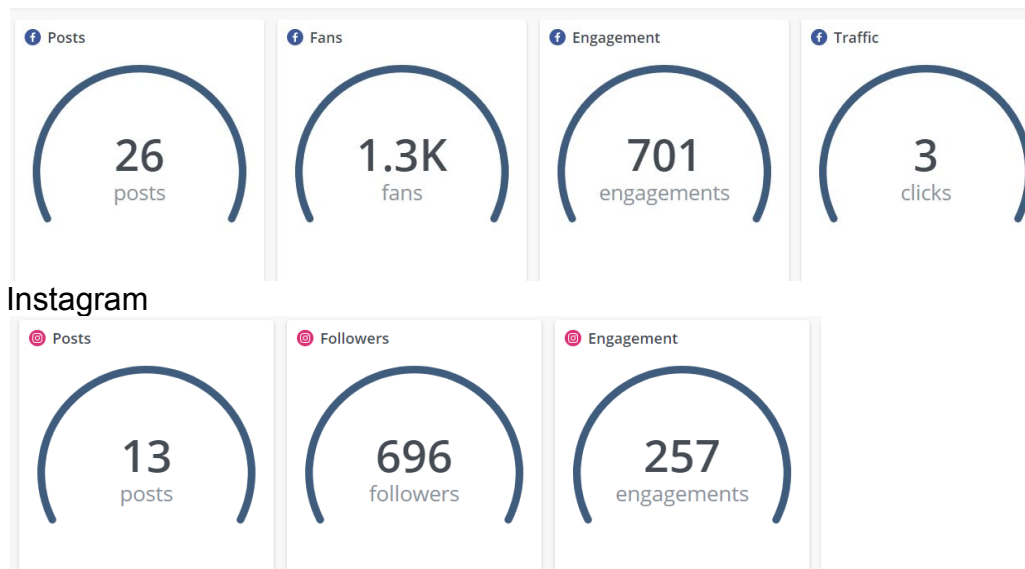 Posts Fans Engagement Traffic
26 1.3K 701 3
posts fans engagements clicks
Instagram
Posts Followers Engagement
13 696 257
posts followers engagements